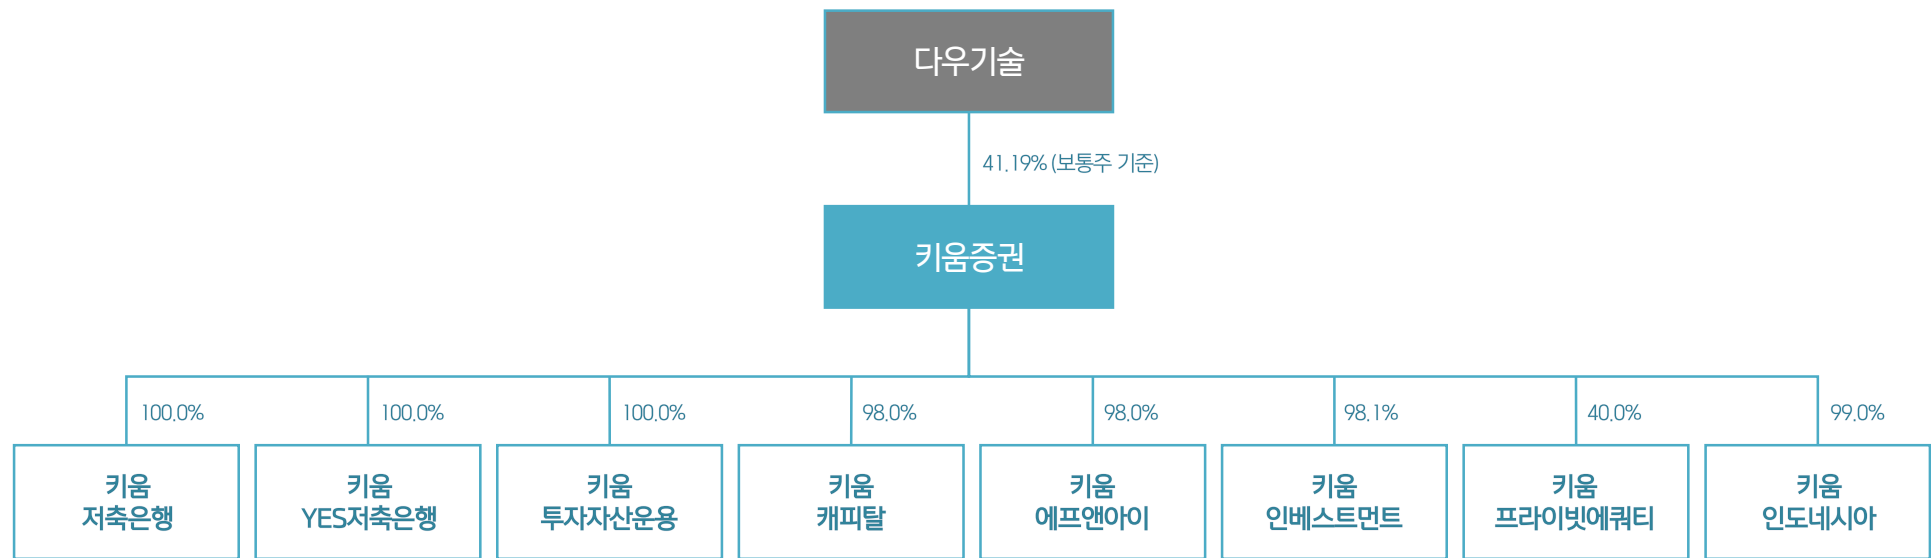 다우기술
41.19% (보통주 기준)
키움증권
100.0%
100.0%
100.0%
98.0%
98.0%
98.1%
40.0%
99.0%
키움
저축은행
키움
YES저축은행
키움
투자자산운용
키움
캐피탈
키움
에프앤아이
키움
인베스트먼트
키움
프라이빗에쿼티
키움
인도네시아